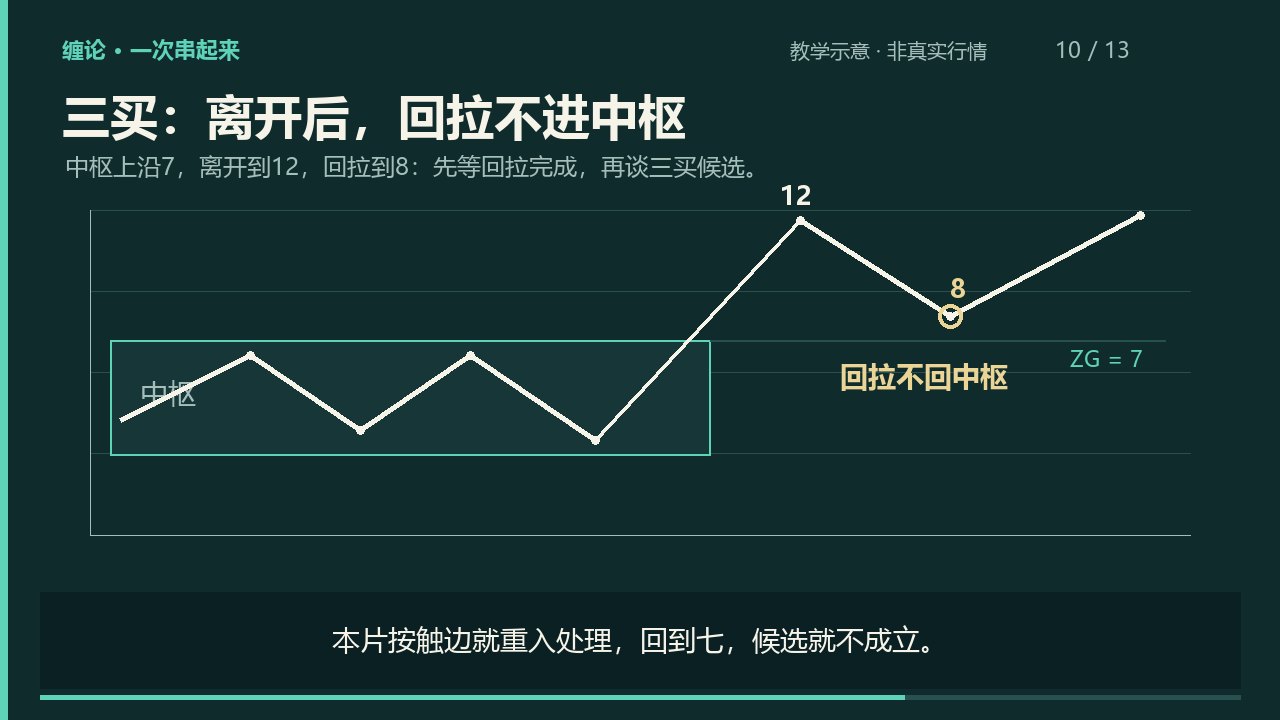 缠论·一次串起来
教学示意·非真实行情
10 / 13
三买：离开后，回拉不进中枢
中枢上沿7，离开到12，回拉到8：先等回拉完成，再谈三买候选。
12
8
ZG = 7
回拉不回中枢
中枢
本片按触边就重入处理，回到七，候选就不成立。